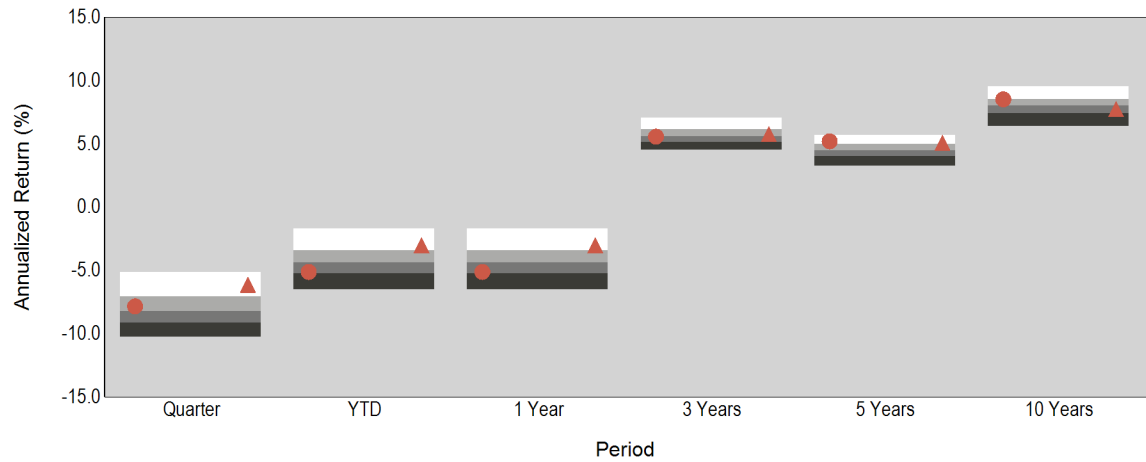 15.0
10.0
5.0
0.0
-5.0
-10.0
-15.0
Annualized Return (%)
Quarter YTD 1 Year 3 Years 5 Years 10 Years
Period